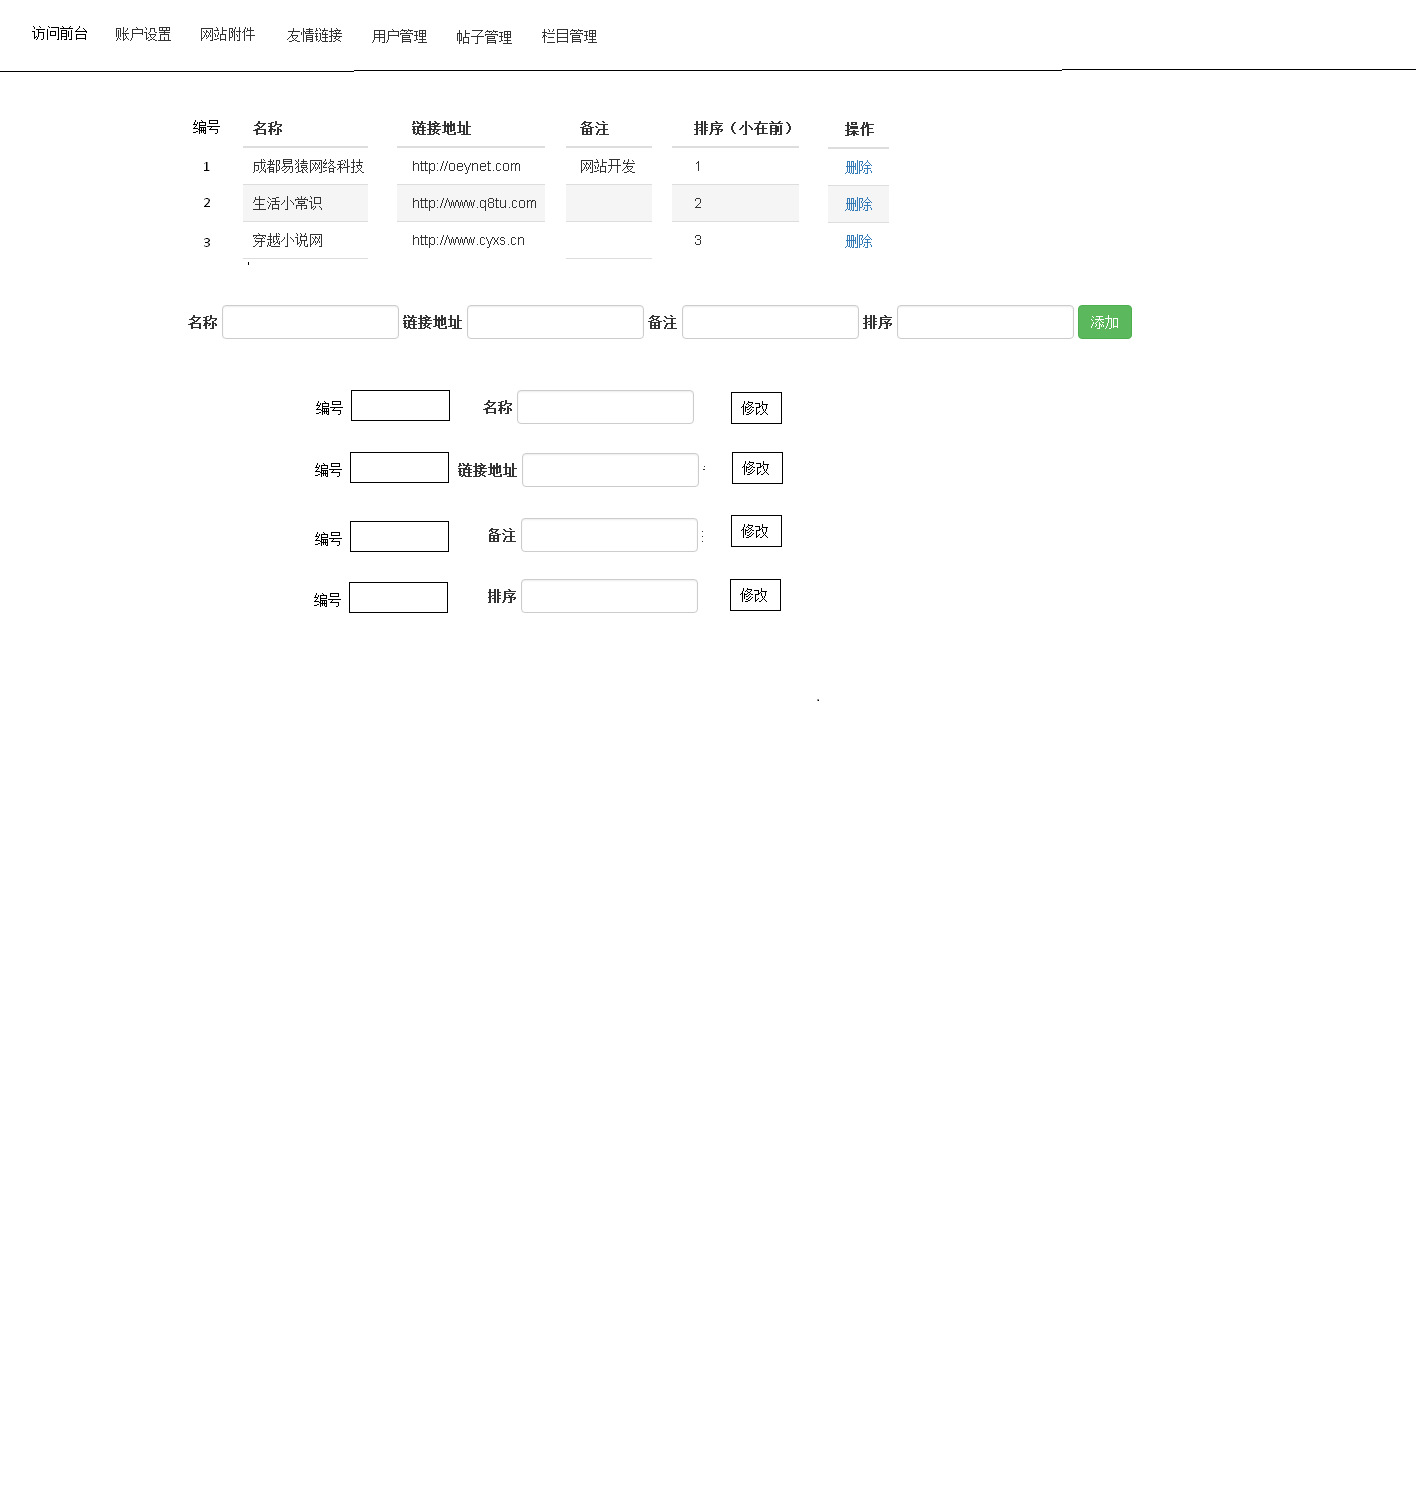 访问前台 账户设置 网站附件 友情链接 用户管理 帖子管理 栏目管理
编号 名称 链接地址 备注 排序（小在前） 操作
1 成都易猿网络科技 http://oeynet.com 网站开发 1 删除
2 生活小常识 http://www.q8tu.com 2 删除
3 穿越小说网 http://www.cyxs.cn 3 删除
名称 链接地址 备注 排序 添加
编号 名称 修改
编号 链接地址 修改
编号 备注 修改
编号 排序 修改